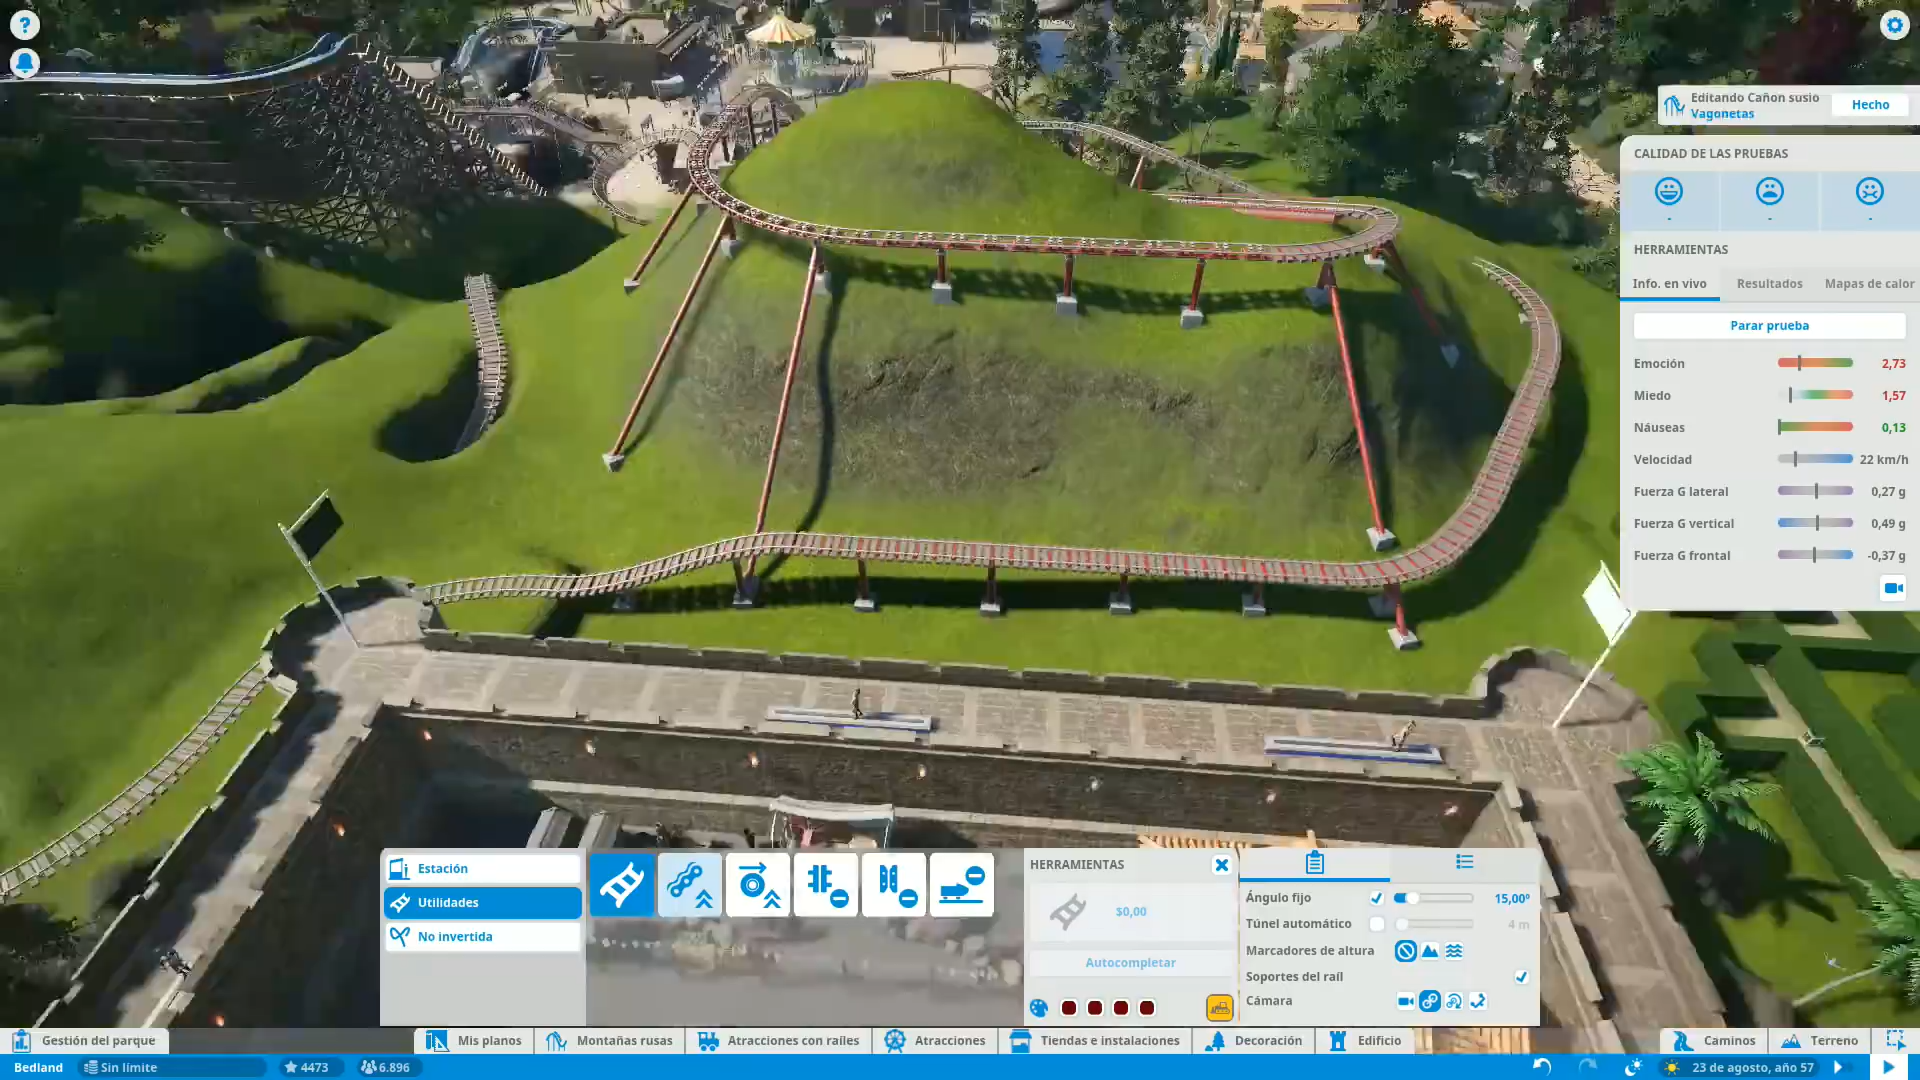 ?
Editando Cañon susio
Vagonetas
Hecho
CALIDAD DE LAS PRUEBAS
-
-
-
HERRAMIENTAS
Info. en vivo
Resultados
Mapas de calor
Parar prueba
Emoción 2,73
Miedo 1,57
Náuseas 0,13
Velocidad 22 km/h
Fuerza G lateral 0,27 g
Fuerza G vertical 0,49 g
Fuerza G frontal -0,37 g
Estación
Utilidades
No invertida
HERRAMIENTAS
$0,00
Autocompletar
Ángulo fijo 15,00°
Túnel automático 4 m
Marcadores de altura
Soportes del raíl
Cámara
Gestión del parque
Mis planos
Montañas rusas
Atracciones con raíles
Atracciones
Tiendas e instalaciones
Decoración
Edificio
Caminos
Terreno
Bedland
Sin límite
4473
6.896
23 de agosto, año 57